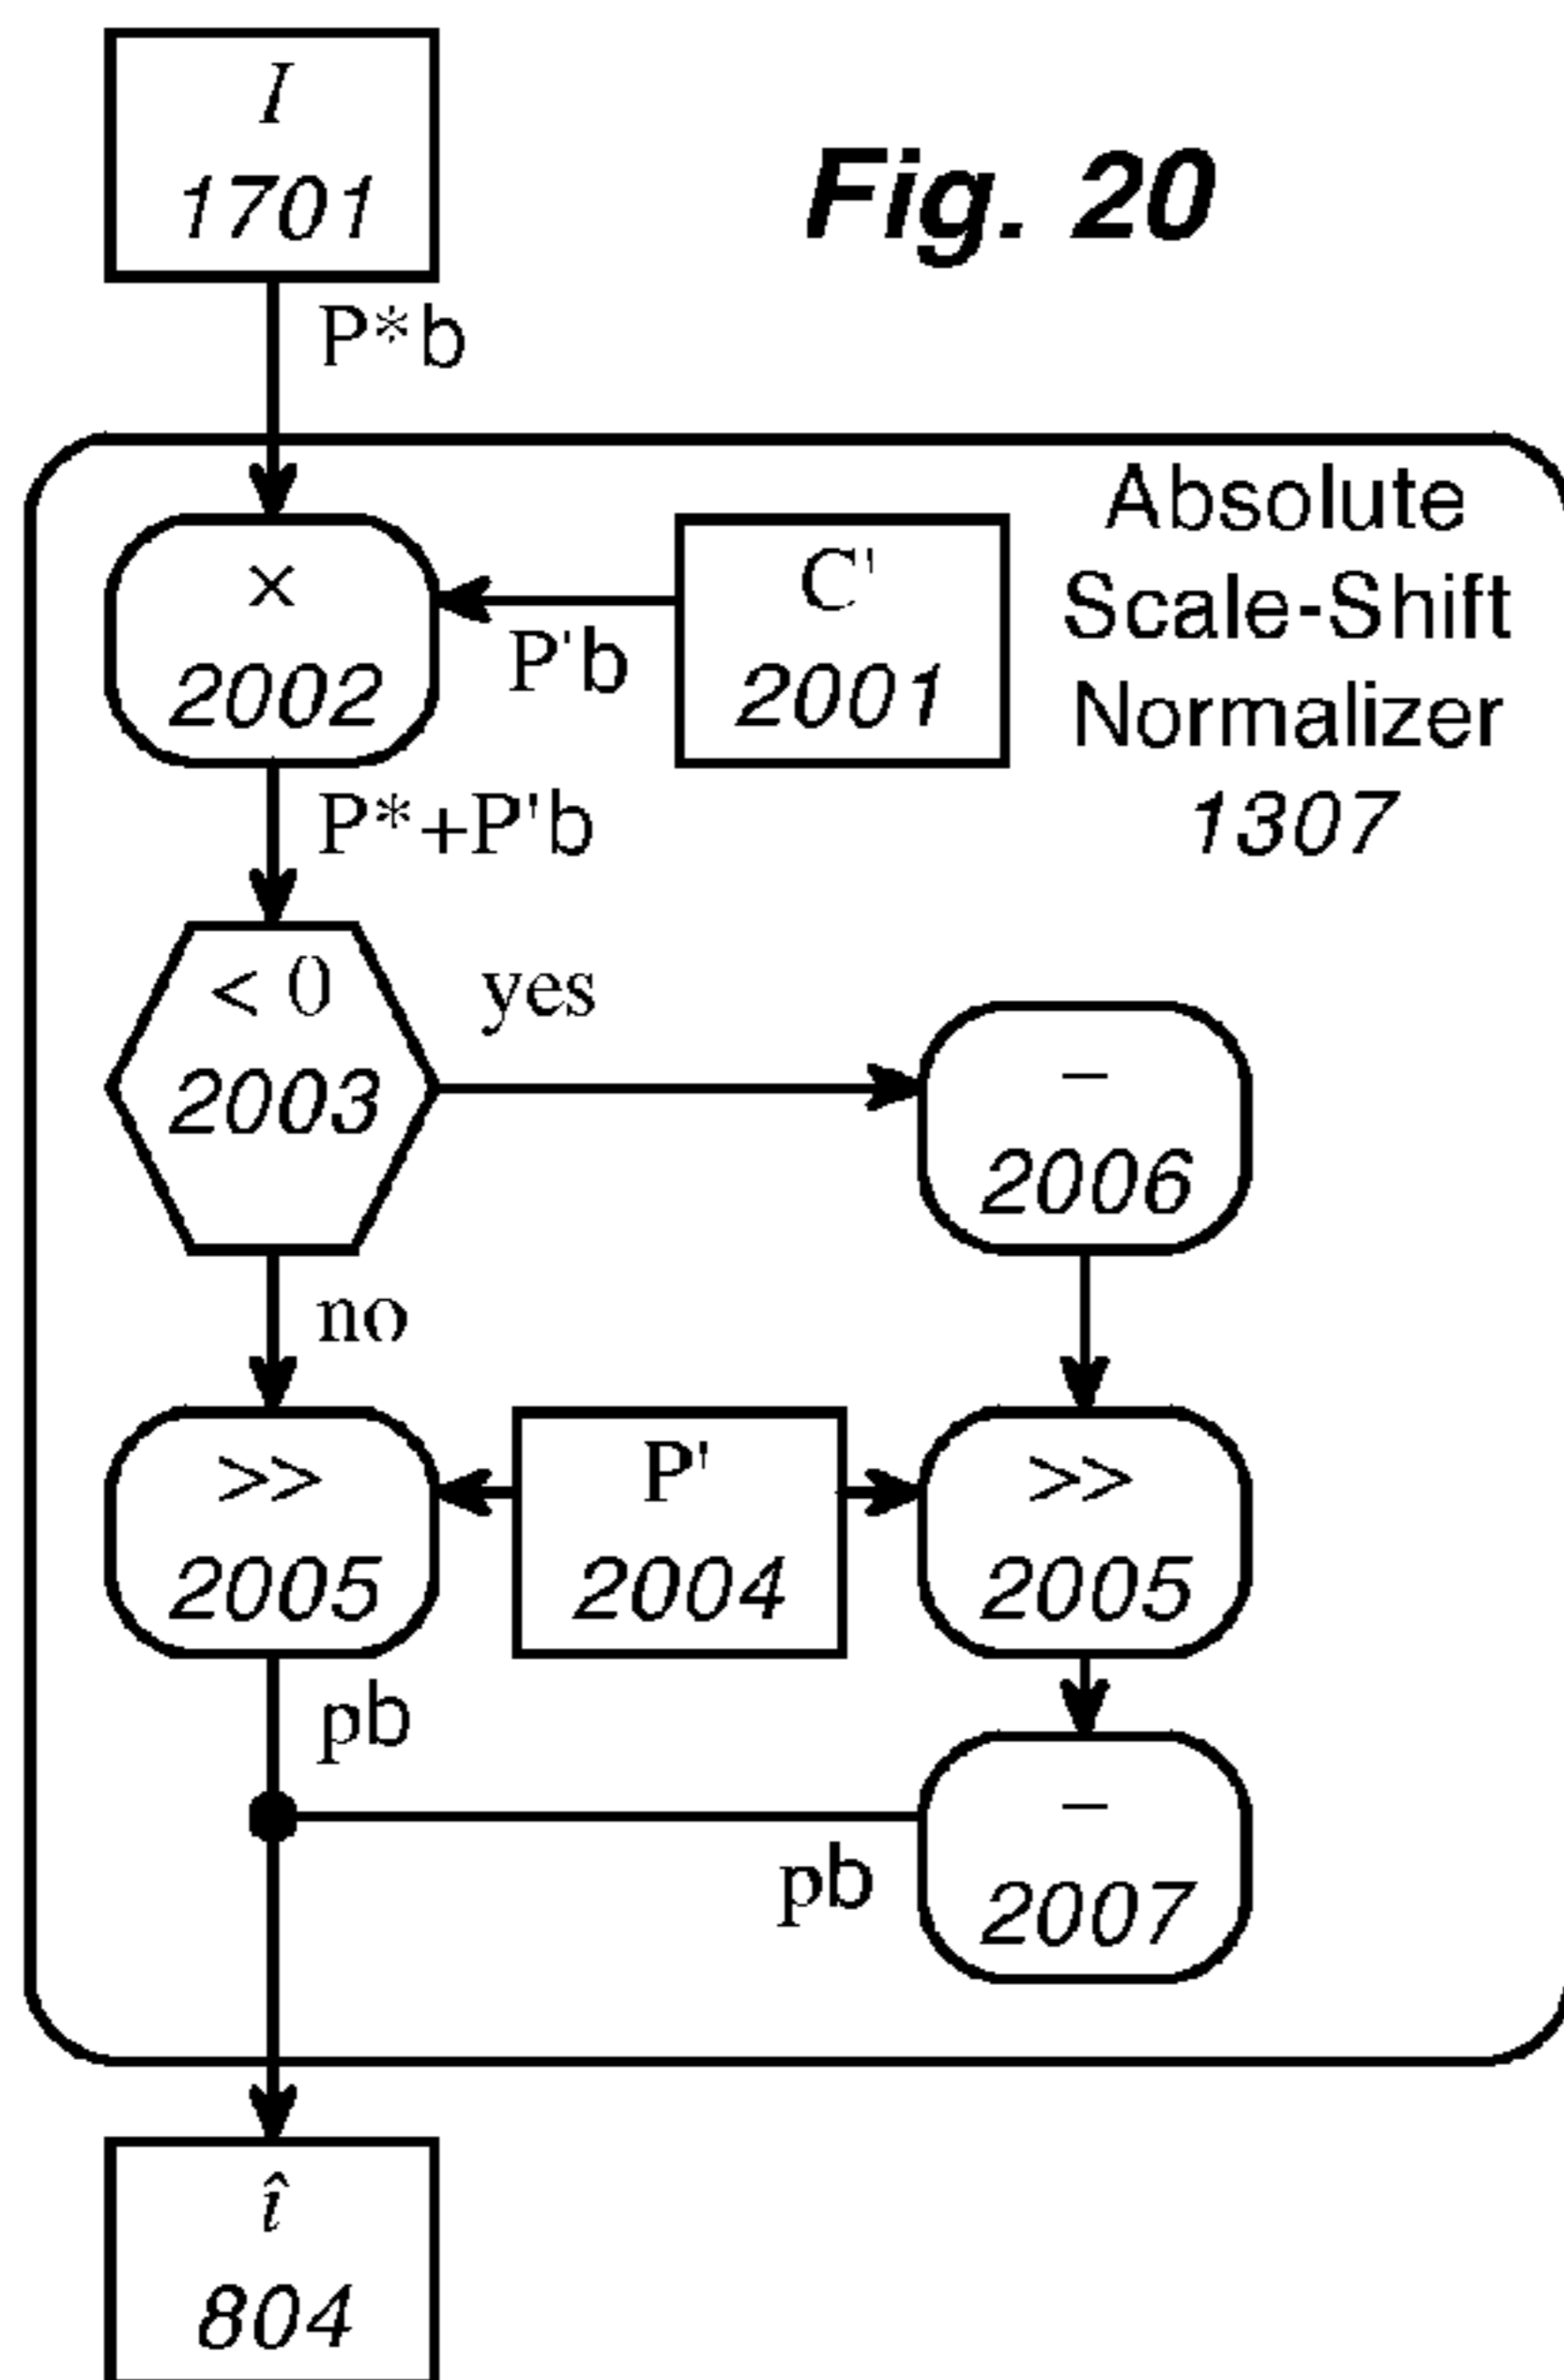 I
1701
Fig. 20
P*b
Absolute
Scale-Shift
Normalizer
1307
×
2002
P'b
C'
2001
P*+P'b
< 0
2003
yes
−
2006
no
>>
2005
P'
2004
>>
2005
pb
−
2007
pb
î
804